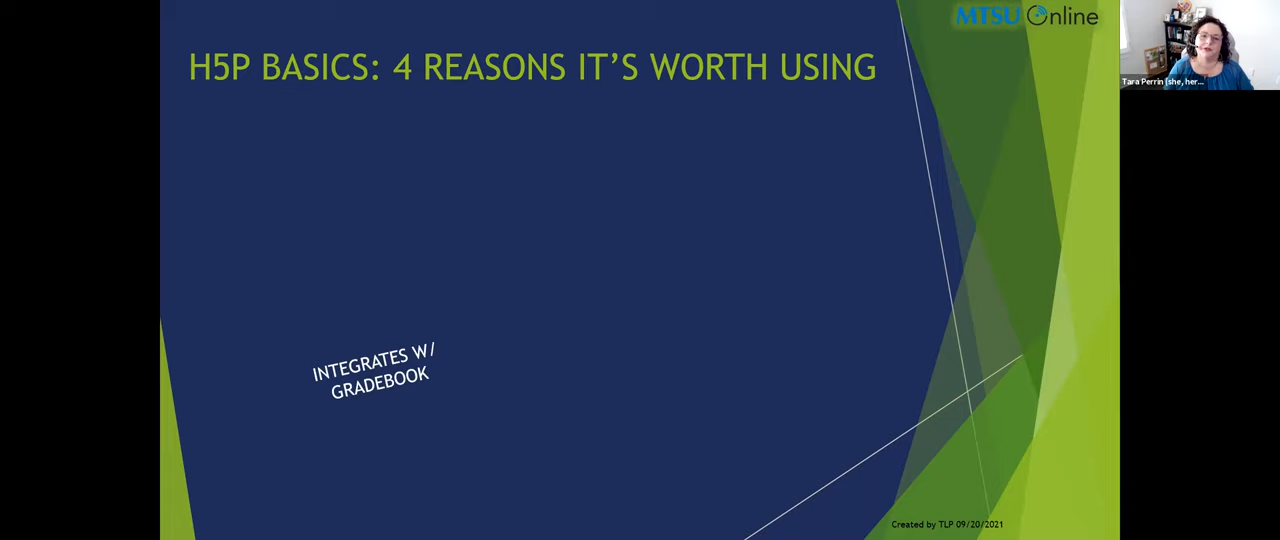 MTSU Online
H5P BASICS: 4 REASONS IT'S WORTH USING
Tara Perrin (she, her...
INTEGRATES W/
GRADEBOOK
Created by TLP 09/20/2021